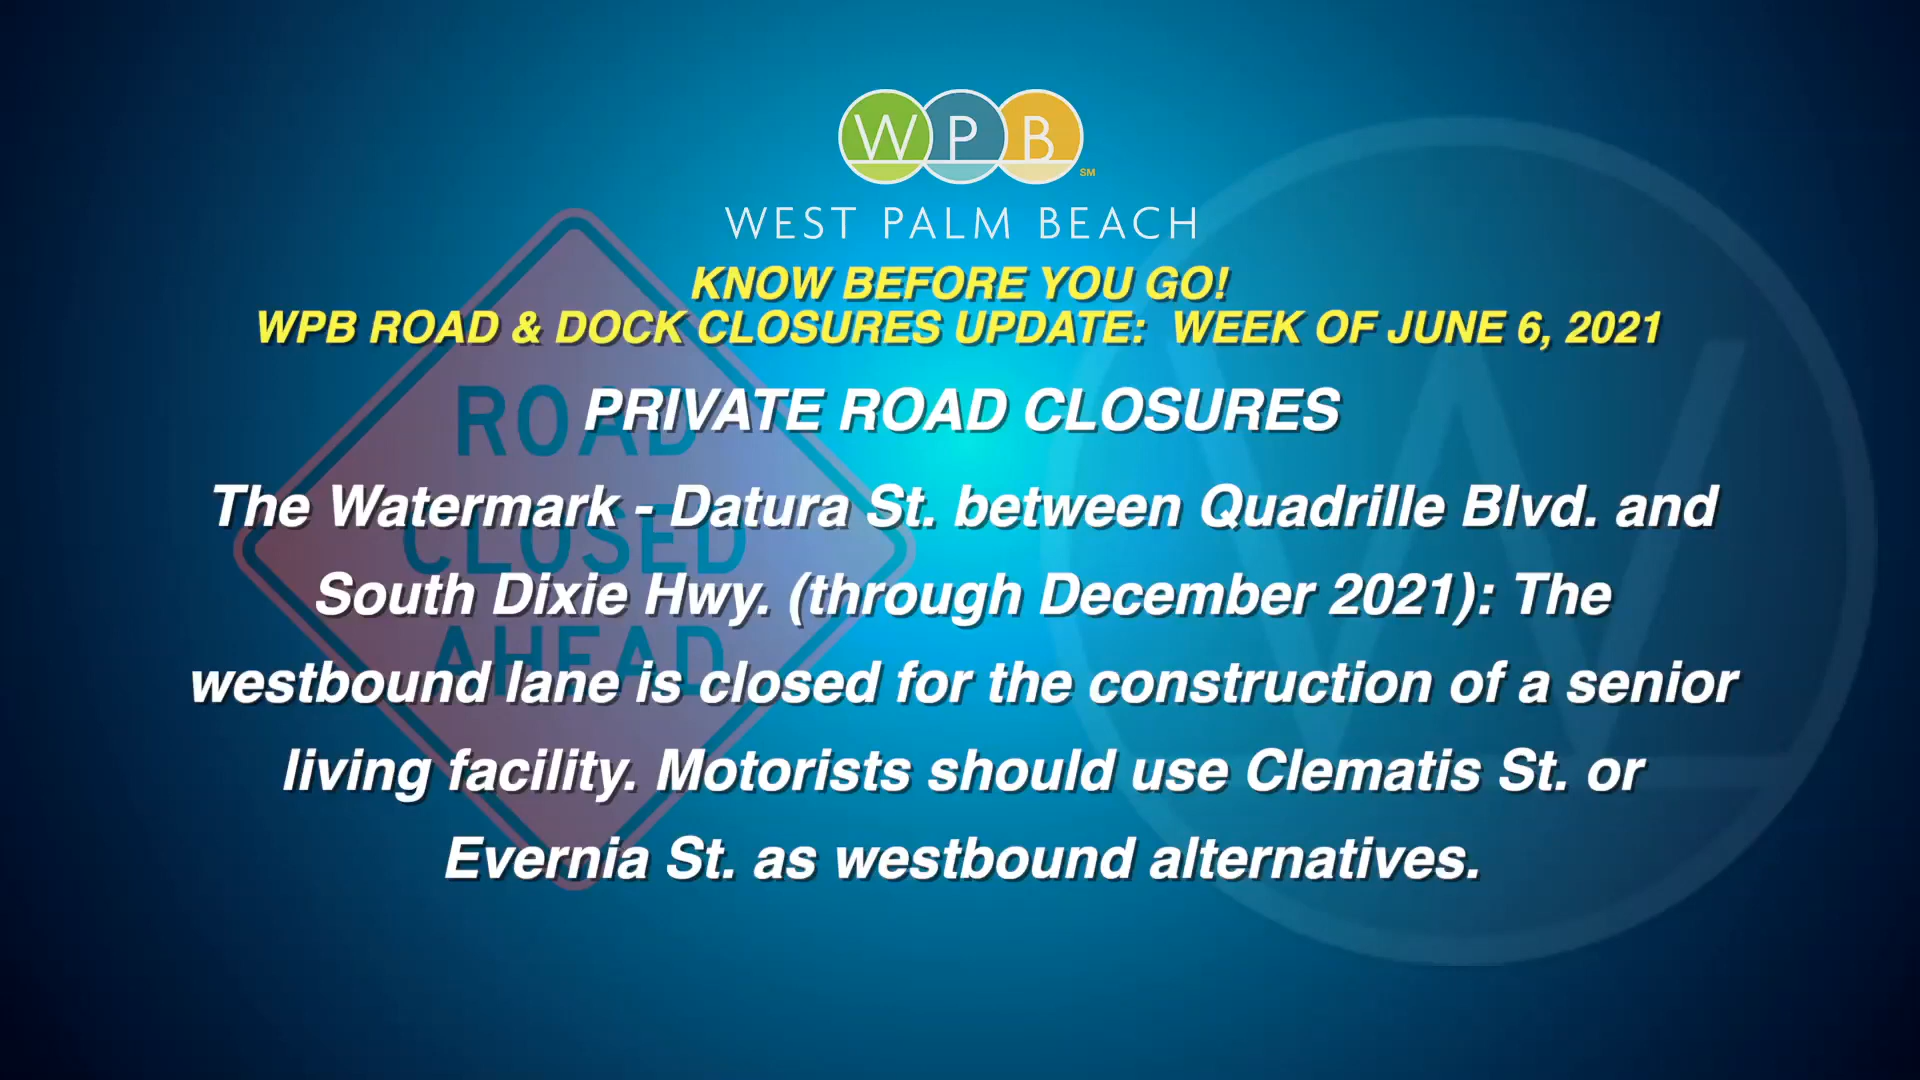 WPB SM
WEST PALM BEACH
KNOW BEFORE YOU GO!
WPB ROAD & DOCK CLOSURES UPDATE:  WEEK OF JUNE 6, 2021
PRIVATE ROAD CLOSURES
The Watermark - Datura St. between Quadrille Blvd. and
South Dixie Hwy. (through December 2021): The
westbound lane is closed for the construction of a senior
living facility. Motorists should use Clematis St. or
Evernia St. as westbound alternatives.
ROAD
CLOSED
AHEAD
W